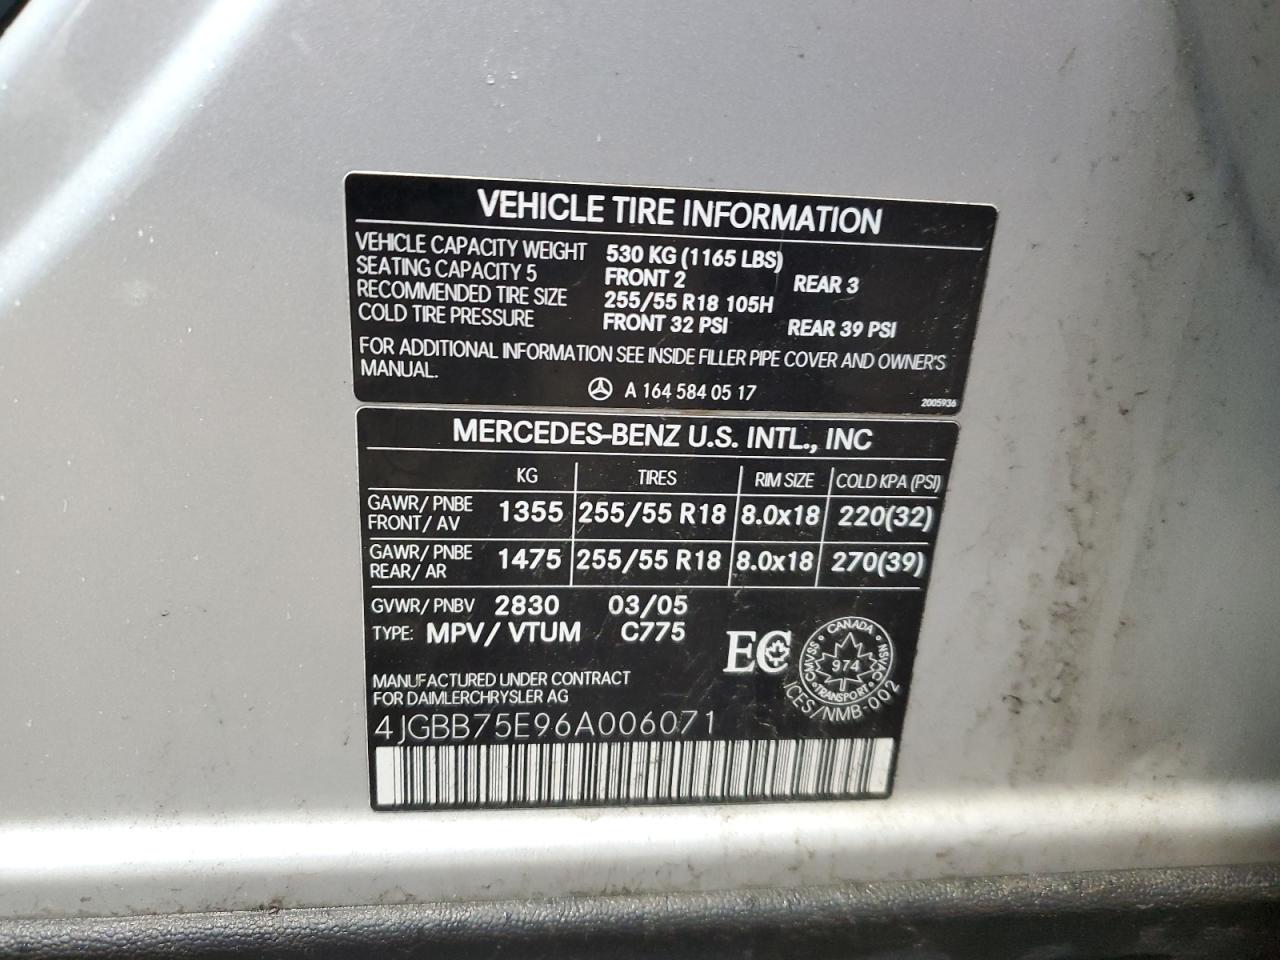 VEHICLE TIRE INFORMATION
VEHICLE CAPACITY WEIGHT 530 KG (1165 LBS)
SEATING CAPACITY 5 FRONT 2 REAR 3
RECOMMENDED TIRE SIZE 255/55 R18 105H
COLD TIRE PRESSURE FRONT 32 PSI REAR 39 PSI
FOR ADDITIONAL INFORMATION SEE INSIDE FILLER PIPE COVER AND OWNER'S
MANUAL.
A 164 584 05 17
2005936
MERCEDES-BENZ U.S. INTL., INC
KG TIRES RIM SIZE COLD KPA (PSI)
GAWR/ PNBE 1355 255/55 R18 8.0x18 220(32)
FRONT/ AV
GAWR/ PNBE 1475 255/55 R18 8.0x18 270(39)
REAR/ AR
GVWR/ PNBV 2830 03/05
TYPE: MPV/ VTUM C775
EC
CANADA
CMVSS NSVAC
974
TRANSPORT
ICES/NMB-002
MANUFACTURED UNDER CONTRACT
FOR DAIMLERCHRYSLER AG
4JGBB75E96A006071